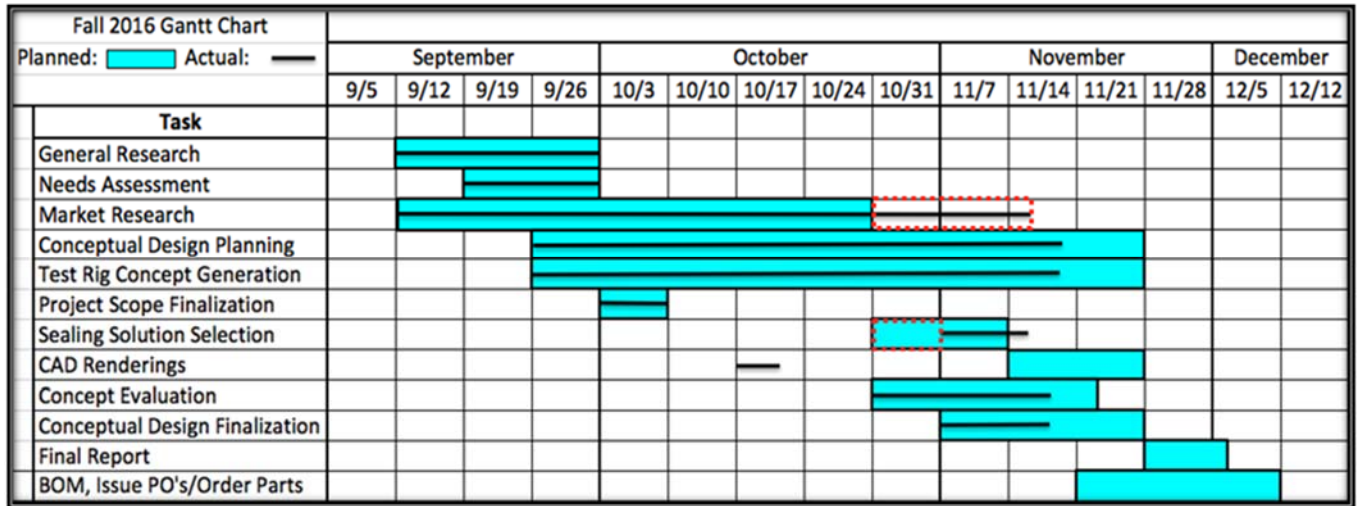 Fall 2016 Gantt Chart
Planned: Actual:
September October November December
9/5 9/12 9/19 9/26 10/3 10/10 10/17 10/24 10/31 11/7 11/14 11/21 11/28 12/5 12/12
Task
General Research
Needs Assessment
Market Research
Conceptual Design Planning
Test Rig Concept Generation
Project Scope Finalization
Sealing Solution Selection
CAD Renderings
Concept Evaluation
Conceptual Design Finalization
Final Report
BOM, Issue PO's/Order Parts